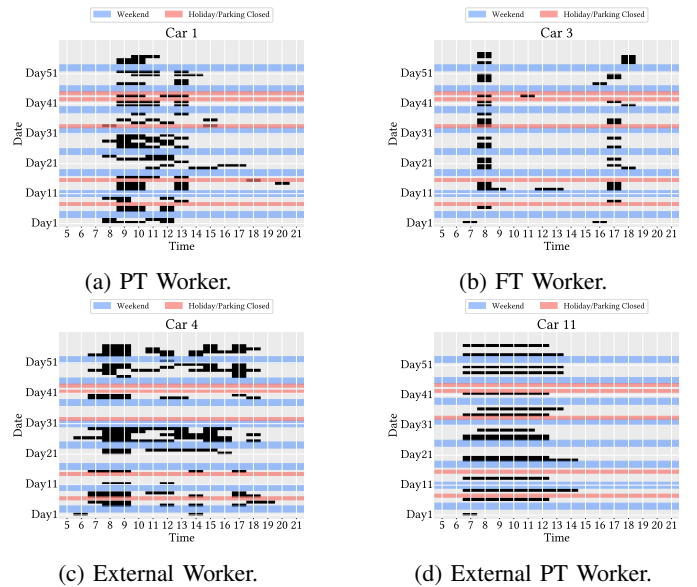 Weekend Holiday/Parking Closed Weekend Holiday/Parking Closed
Car 1 Car 3
Day51 Day51
Day41 Day41
Day31 Day31
Day21 Day21
Day11 Day11
Day1 Day1
Date Date
5 6 7 8 9 10 11 12 13 14 15 16 17 18 19 20 21 5 6 7 8 9 10 11 12 13 14 15 16 17 18 19 20 21
Time Time
(a) PT Worker. (b) FT Worker.
Weekend Holiday/Parking Closed Weekend Holiday/Parking Closed
Car 4 Car 11
Day51 Day51
Day41 Day41
Day31 Day31
Day21 Day21
Day11 Day11
Day1 Day1
Date Date
5 6 7 8 9 10 11 12 13 14 15 16 17 18 19 20 21 5 6 7 8 9 10 11 12 13 14 15 16 17 18 19 20 21
Time Time
(c) External Worker. (d) External PT Worker.